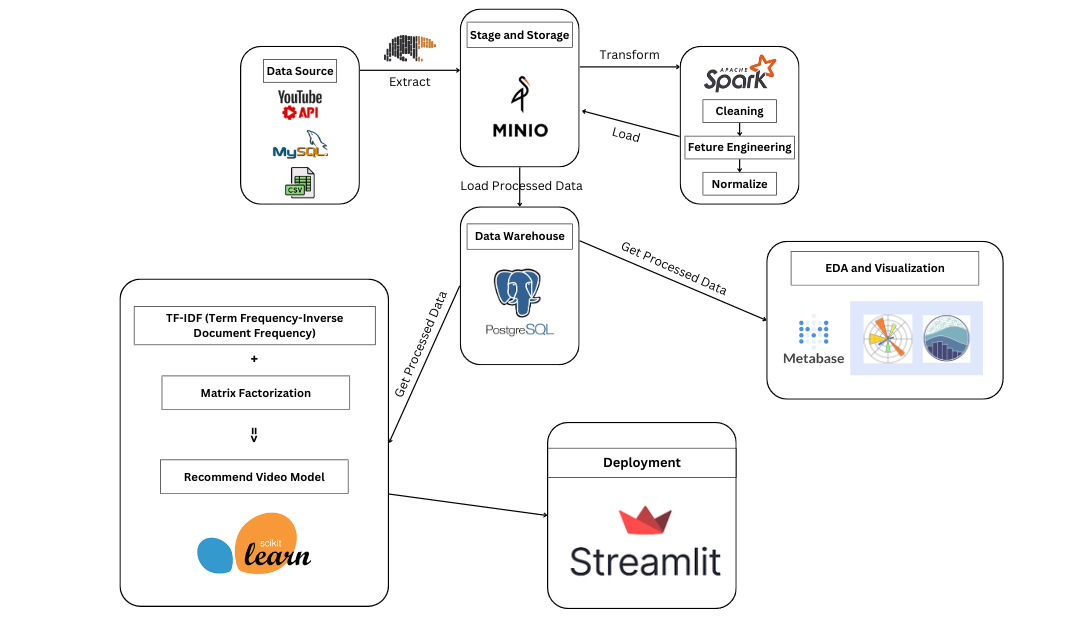 Data Source
YouTube
API
MySQL
CSV
Extract
Stage and Storage
MINIO
Transform
Load
APACHE
Spark
Cleaning
Feture Engineering
Normalize
Load Processed Data
Data Warehouse
PostgreSQL
Get Processed Data
EDA and Visualization
Metabase
Get Processed Data
TF-IDF (Term Frequency-Inverse
Document Frequency)
+
Matrix Factorization
=>
Recommend Video Model
scikit
learn
Deployment
Streamlit